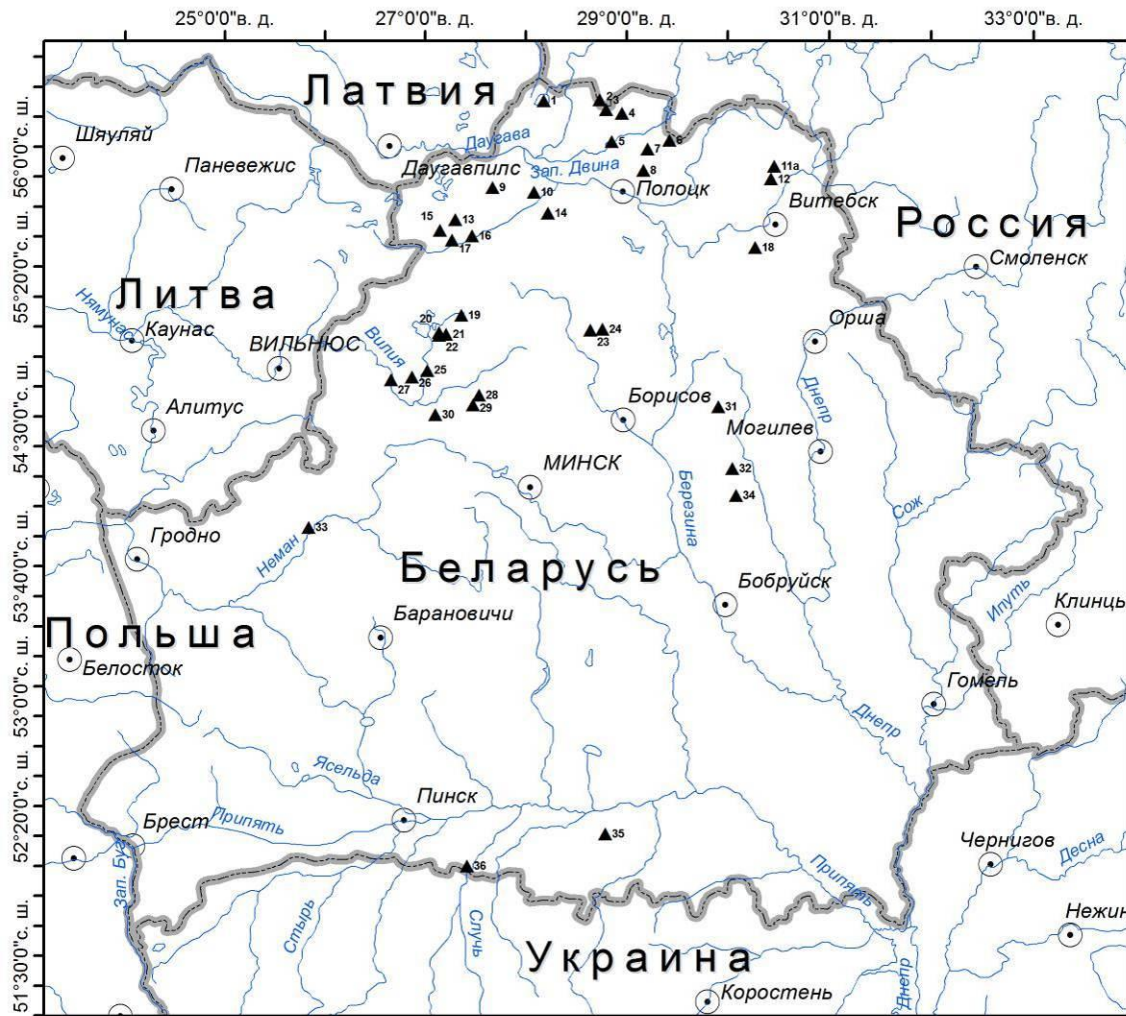 25°0'0"в. д. 27°0'0"в. д. 29°0'0"в. д. 31°0'0"в. д. 33°0'0"в. д.
Латвия
1
2
3
4
Шяуляй
Даугава
5
6
7
11а
56°0'0"с. ш.
Паневежис
Даугавпилс
Зап. Двина
8
12
9
10
Полоцк
Витебск
Россия
15
13
14
16
17
18
55°20'0"с. ш.
Смоленск
Литва
Нямунас
Каунас
20
19
21
22
24
23
Орша
ВИЛЬНЮС
Вилия
25
26
27
28
29
30
Днепр
Алитус
Борисов
31
54°30'0"с. ш.
Могилев
МИНСК
32
Березина
34
Сож
33
Гродно
Неман
Беларусь
53°40'0"с. ш.
Бобруйск
Ипуть
Клинцы
Барановичи
Польша
Белосток
Гомель
53°0'0"с. ш.
Днепр
Ясельда
Пинск
52°20'0"с. ш.
Брест
Припять
35
Чернигов
Десна
Зап. Буг
36
Припять
Стырь
Случь
Нежин
Украина
51°30'0"с. ш.
Коростень
Днепр